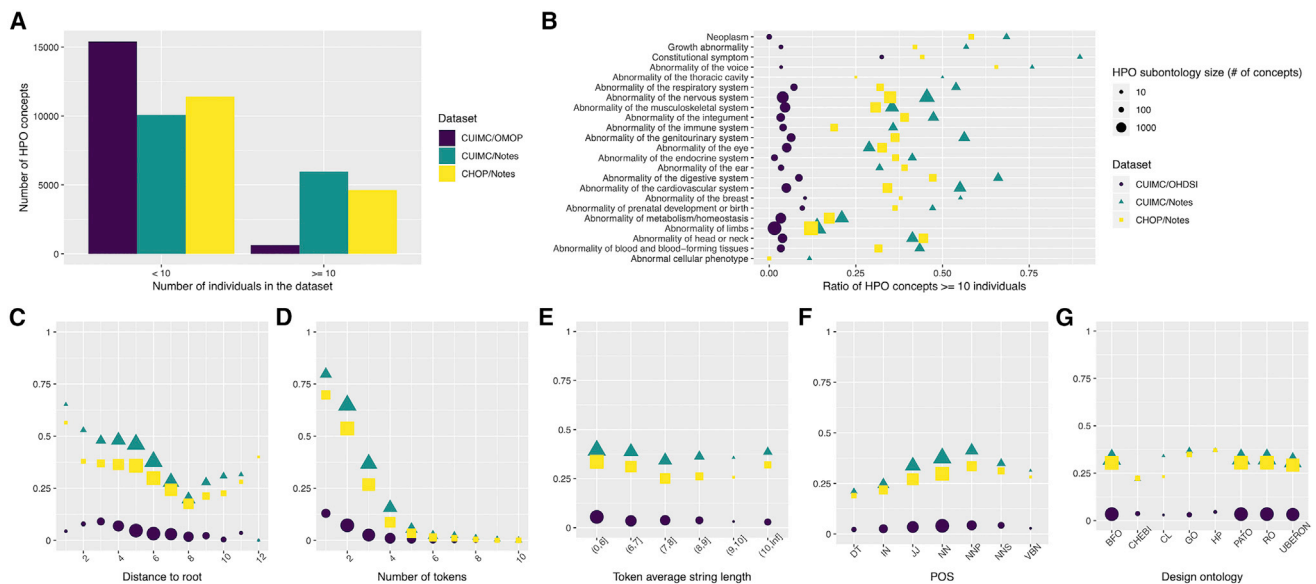 A
15000
10000
5000
0
Number of HPO concepts
< 10
>= 10
Number of individuals in the dataset
Dataset
CUIMC/OMOP
CUIMC/Notes
CHOP/Notes
B
Neoplasm
Growth abnormality
Constitutional symptom
Abnormality of the voice
Abnormality of the thoracic cavity
Abnormality of the respiratory system
Abnormality of the nervous system
Abnormality of the musculoskeletal system
Abnormality of the integument
Abnormality of the immune system
Abnormality of the genitourinary system
Abnormality of the eye
Abnormality of the endocrine system
Abnormality of the ear
Abnormality of the digestive system
Abnormality of the cardiovascular system
Abnormality of the breast
Abnormality of prenatal development or birth
Abnormality of metabolism/homeostasis
Abnormality of limbs
Abnormality of head or neck
Abnormality of blood and blood-forming tissues
Abnormal cellular phenotype
0.00 0.25 0.50 0.75
Ratio of HPO concepts >= 10 individuals
HPO subontology size (# of concepts)
10
100
1000
Dataset
CUIMC/OHDSI
CUIMC/Notes
CHOP/Notes
C
1
0.75
0.5
0.25
0
2 4 6 8 10 12
Distance to root
D
1
0.75
0.5
0.25
0
2 4 6 8 10
Number of tokens
E
1
0.75
0.5
0.25
0
(0,6] (6,7] (7,8] (8,9] (9,10] (10,Inf]
Token average string length
F
1
0.75
0.5
0.25
0
DT IN JJ NN NNP NNS VBN
POS
G
1
0.75
0.5
0.25
0
BFO CHEBI CL GO HP PATO RO UBERON
Design ontology